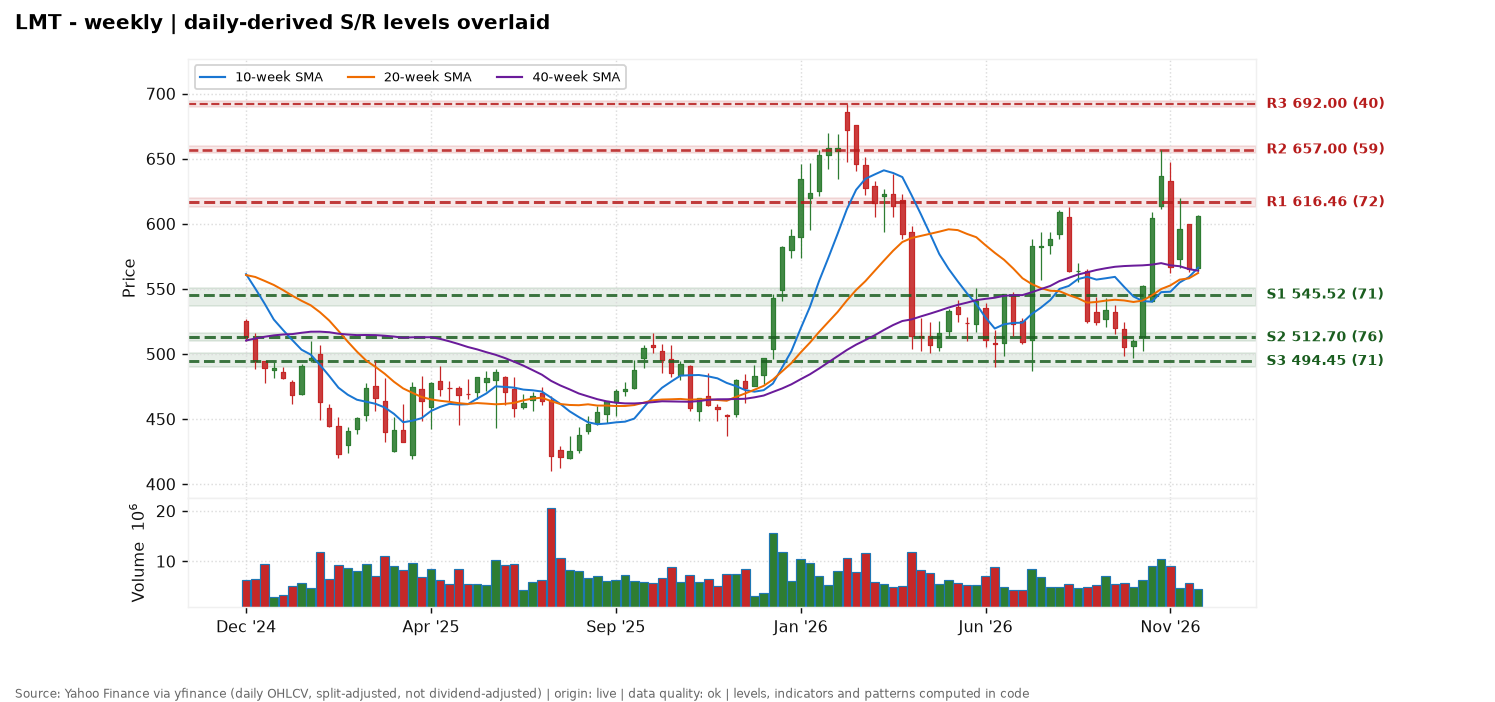 LMT - weekly | daily-derived S/R levels overlaid
10-week SMA 20-week SMA 40-week SMA
700
650
600
550
500
450
400
Price
R3 692.00 (40)
R2 657.00 (59)
R1 616.46 (72)
S1 545.52 (71)
S2 512.70 (76)
S3 494.45 (71)
20
10
Volume 10⁶
Dec '24 Apr '25 Sep '25 Jan '26 Jun '26 Nov '26
Source: Yahoo Finance via yfinance (daily OHLCV, split-adjusted, not dividend-adjusted) | origin: live | data quality: ok | levels, indicators and patterns computed in code